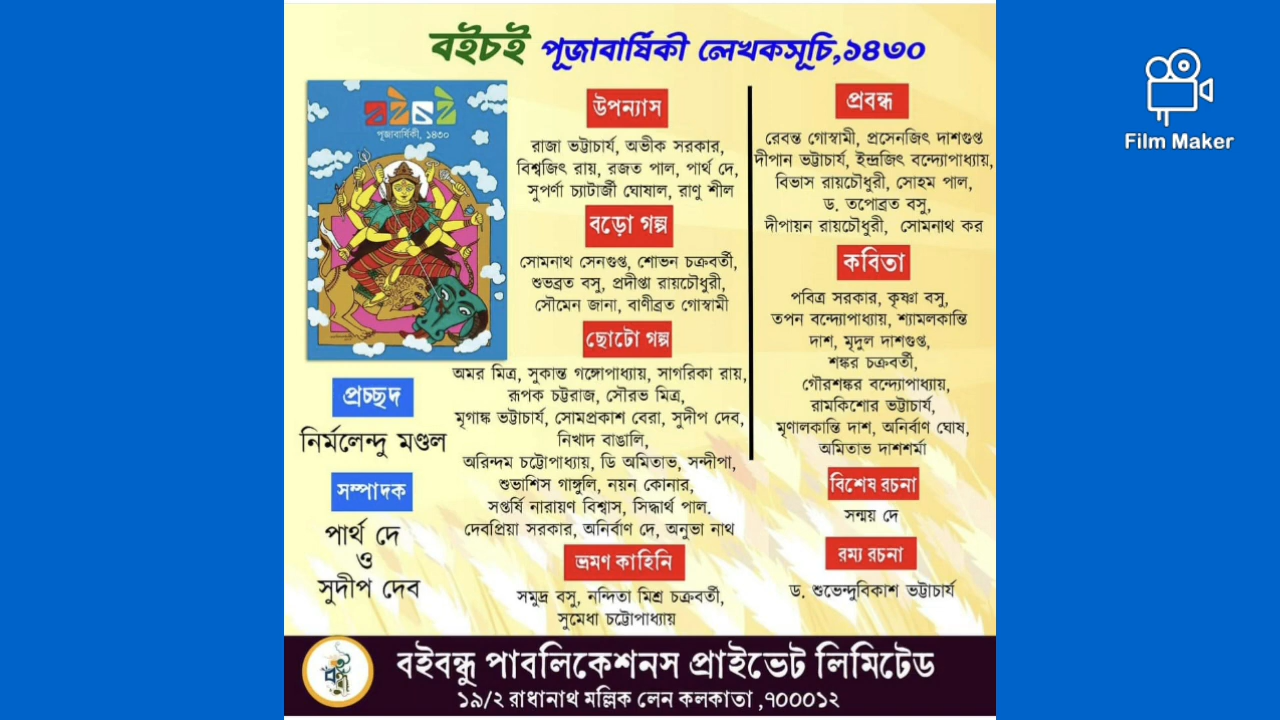 বইচই পূজাবার্ষিকী লেখকসূচি,১৪৩০
বইচই
পূজাবার্ষিকী, ১৪৩০
প্রচ্ছদ
নির্মলেন্দু মণ্ডল
সম্পাদক
পার্থ দে
ও
সুদীপ দেব
উপন্যাস
রাজা ভট্টাচার্য, অভীক সরকার,
বিশ্বজিৎ রায়, রজত পাল, পার্থ দে,
সুপর্ণা চ্যাটার্জী ঘোষাল, রাণু শীল
বড়ো গল্প
সোমনাথ সেনগুপ্ত, শোভন চক্রবর্তী,
শুভব্রত বসু, প্রদীপ্তা রায়চৌধুরী,
সৌমেন জানা, বাণীব্রত গোস্বামী
ছোটো গল্প
অমর মিত্র, সুকান্ত গঙ্গোপাধ্যায়, সাগরিকা রায়,
রূপক চট্টরাজ, সৌরভ মিত্র,
মৃগাঙ্ক ভট্টাচার্য, সোমপ্রকাশ বেরা, সুদীপ দেব,
নিখাদ বাঙালি,
অরিন্দম চট্টোপাধ্যায়, ডি অমিতাভ, সন্দীপা,
শুভাশিস গাঙ্গুলি, নয়ন কোনার,
সপ্তর্ষি নারায়ণ বিশ্বাস, সিদ্ধার্থ পাল.
দেবপ্রিয়া সরকার, অনির্বাণ দে, অনুভা নাথ
ভ্রমণ কাহিনি
সমুদ্র বসু, নন্দিতা মিশ্র চক্রবর্তী,
সুমেধা চট্টোপাধ্যায়
প্রবন্ধ
রেবন্ত গোস্বামী, প্রসেনজিৎ দাশগুপ্ত
দীপান ভট্টাচার্য, ইন্দ্রজিৎ বন্দ্যোপাধ্যায়,
বিভাস রায়চৌধুরী, সোহম পাল,
ড. তপোব্রত বসু,
দীপায়ন রায়চৌধুরী, সোমনাথ কর
কবিতা
পবিত্র সরকার, কৃষ্ণা বসু,
তপন বন্দ্যোপাধ্যায়, শ্যামলকান্তি
দাশ, মৃদুল দাশগুপ্ত,
শঙ্কর চক্রবর্তী,
গৌরশঙ্কর বন্দ্যোপাধ্যায়,
রামকিশোর ভট্টাচার্য,
মৃণালকান্তি দাশ, অনির্বাণ ঘোষ,
অমিতাভ দাশশর্মা
বিশেষ রচনা
সন্ময় দে
রম্য রচনা
ড. শুভেন্দুবিকাশ ভট্টাচার্য
বইবন্ধু পাবলিকেশনস প্রাইভেট লিমিটেড
১৯/২ রাধানাথ মল্লিক লেন কলকাতা ,৭০০০১২
Film Maker